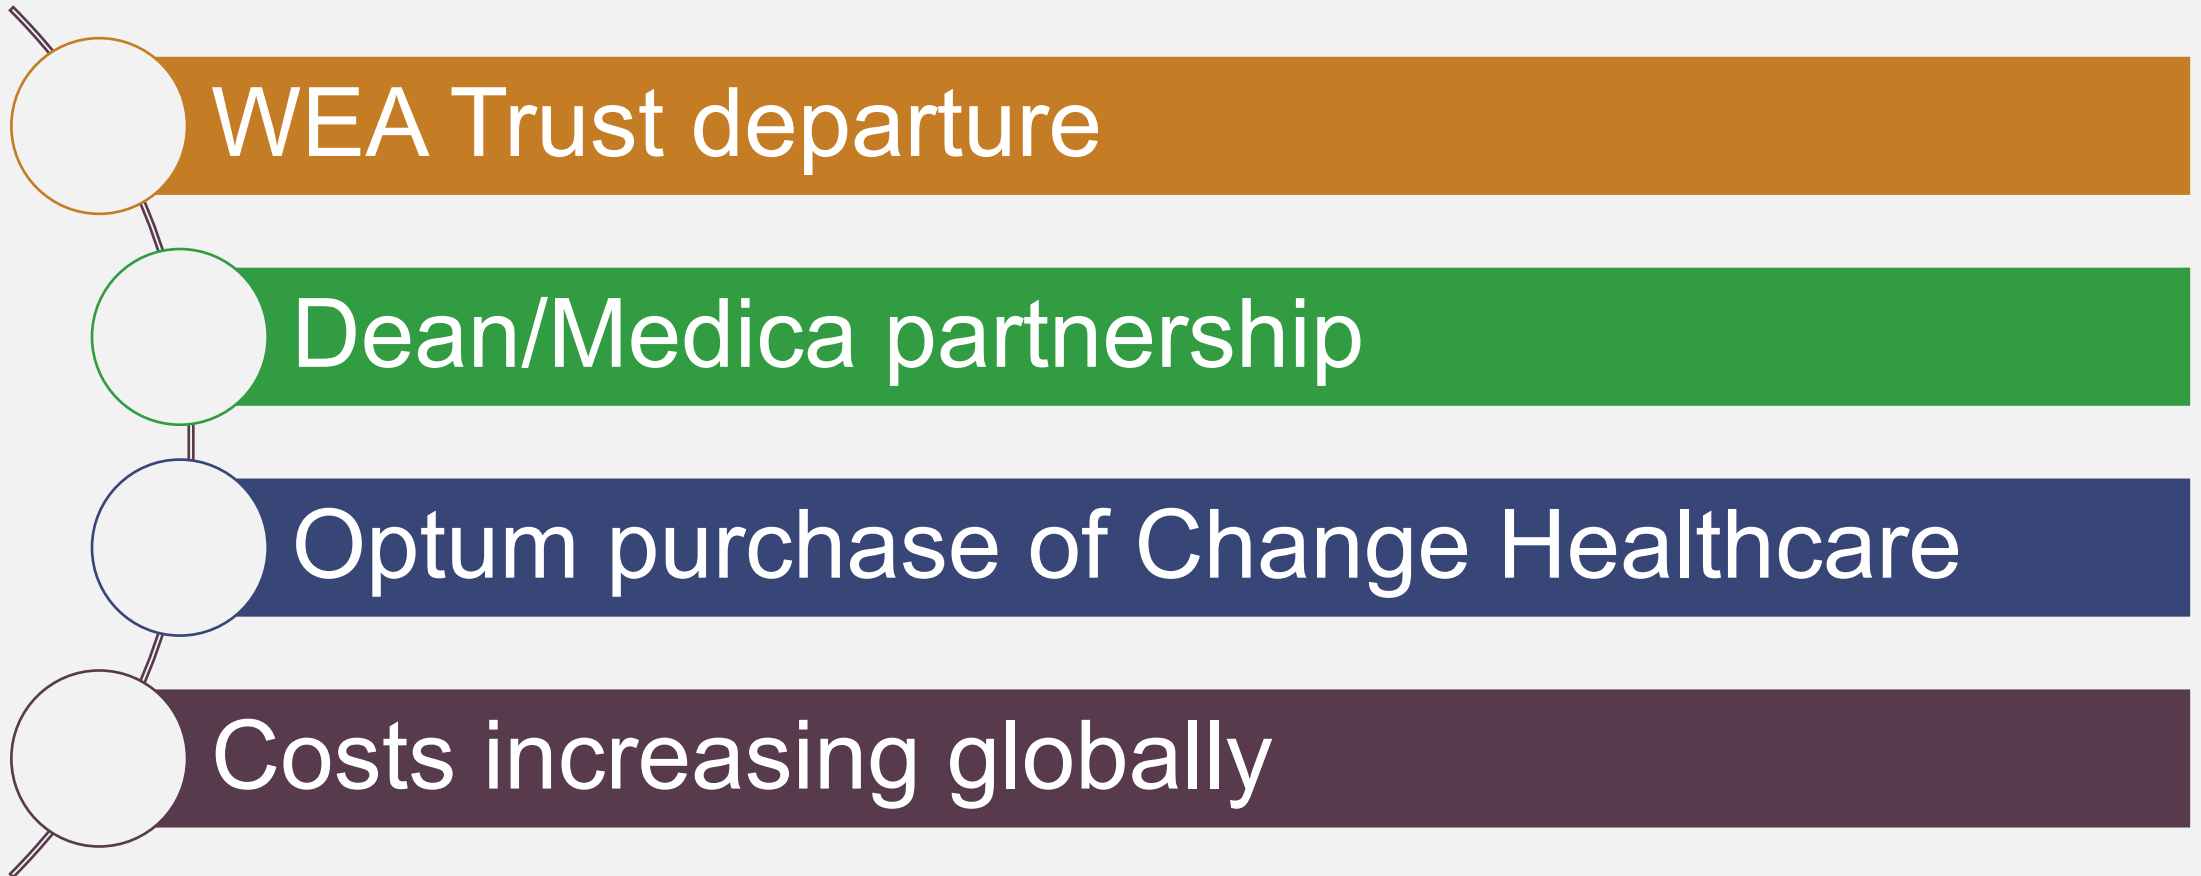 WEA Trust departure
Dean/Medica partnership
Optum purchase of Change Healthcare
Costs increasing globally